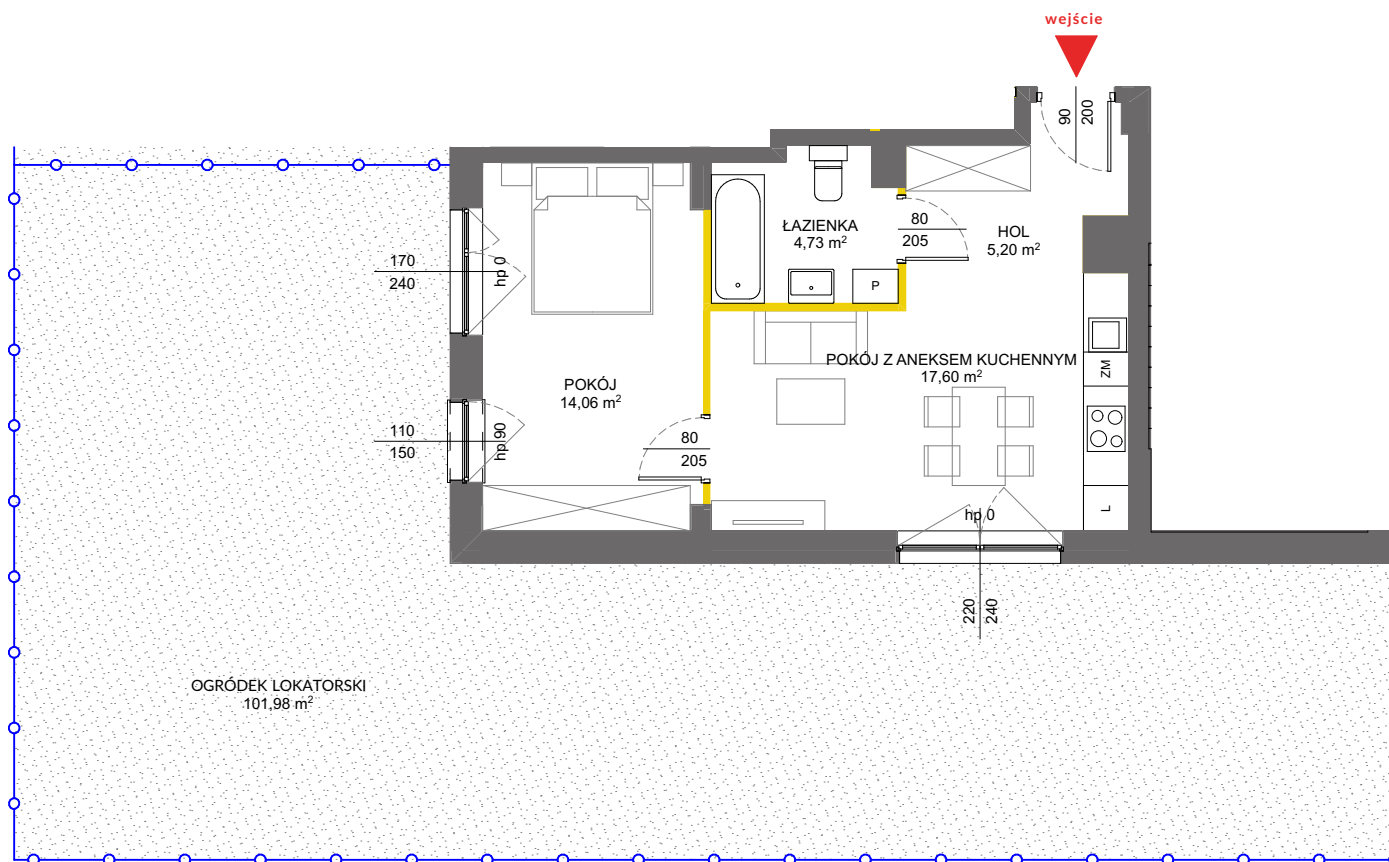 wejście
90
200
ŁAZIENKA
4,73 m²
80
205
HOL
5,20 m²
P
170
240
hp 0
ZM
POKÓJ Z ANEKSEM KUCHENNYM
17,60 m²
POKÓJ
14,06 m²
110
150
hp 90
80
205
L
hp 0
220
240
OGRÓDEK LOKATORSKI
101,98 m²